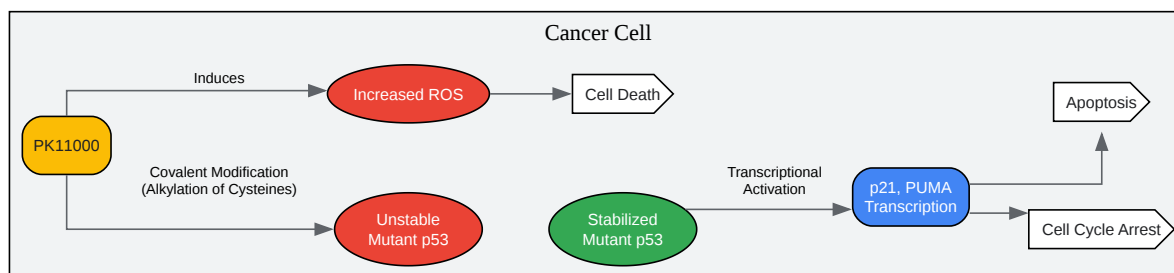 Cancer Cell
Induces
Increased ROS
Cell Death
Apoptosis
PK11000
Covalent Modification
(Alkylation of Cysteines)
Transcriptional
Activation
p21, PUMA
Transcription
Unstable
Mutant p53
Stabilized
Mutant p53
Cell Cycle Arrest